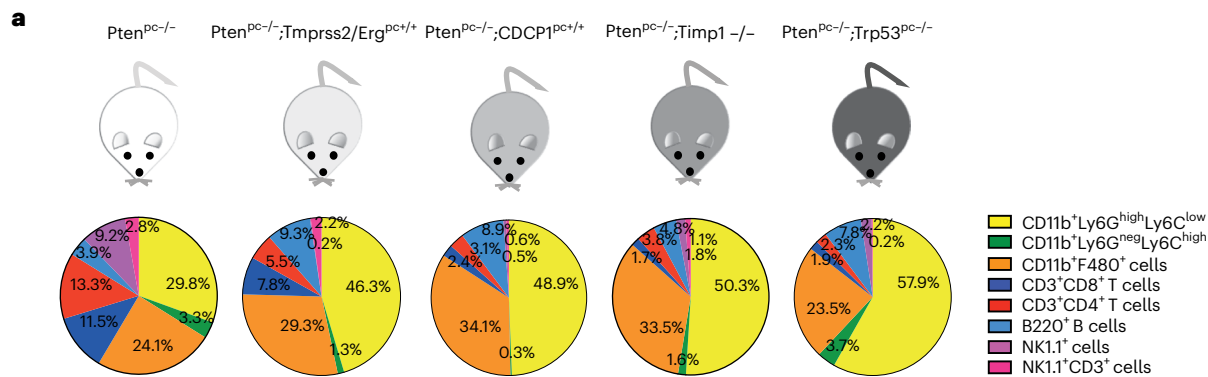 a
Pten^pc−/−
Pten^pc−/−;Tmprss2/Erg^pc+/+
Pten^pc−/−;CDCP1^pc+/+
Pten^pc−/−;Timp1 −/−
Pten^pc−/−;Trp53^pc−/−
2.8%
9.2%
3.9%
13.3%
11.5%
24.1%
3.3%
29.8%
2.2%
0.2%
9.3%
5.5%
7.8%
29.3%
1.3%
46.3%
8.9%
0.6%
0.5%
3.1%
2.4%
34.1%
0.3%
48.9%
4.8%
1.1%
1.8%
3.8%
1.7%
33.5%
1.6%
50.3%
2.2%
0.2%
7.8%
2.3%
1.9%
23.5%
3.7%
57.9%
CD11b⁺Ly6G^high Ly6C^low
CD11b⁺Ly6G^neg Ly6C^high
CD11b⁺F480⁺ cells
CD3⁺CD8⁺ T cells
CD3⁺CD4⁺ T cells
B220⁺ B cells
NK1.1⁺ cells
NK1.1⁺CD3⁺ cells